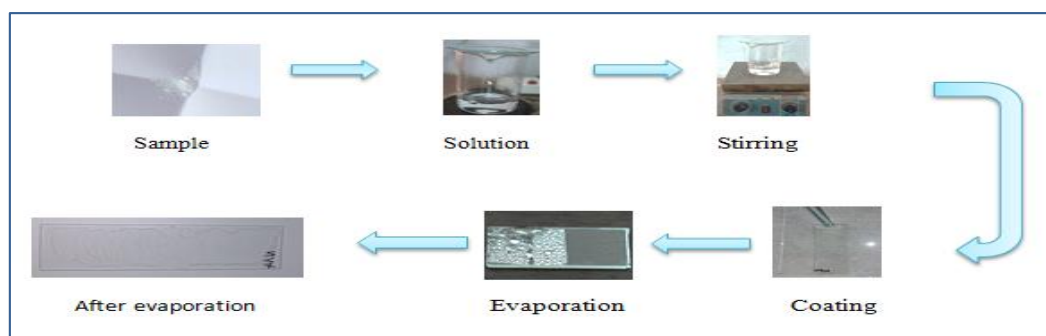 Sample
Solution
Stirring
After evaporation
Evaporation
Coating